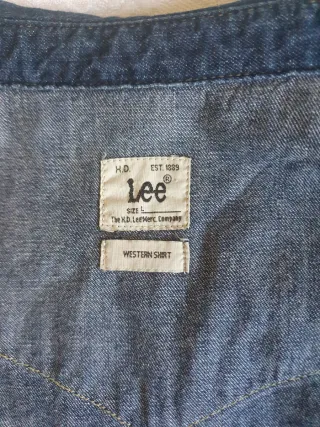 H.D. EST. 1889
Lee®
SIZE L
The H.D. Lee Merc. Company
WESTERN SHIRT